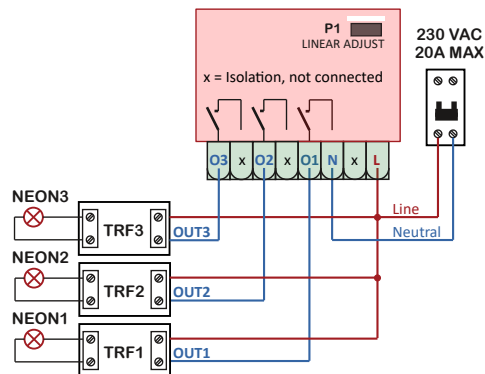 P1
LINEAR ADJUST
230 VAC
20A MAX
x = Isolation, not connected
O3 x O2 x O1 N x L
NEON3
TRF3
OUT3
Line
Neutral
NEON2
TRF2
OUT2
NEON1
TRF1
OUT1